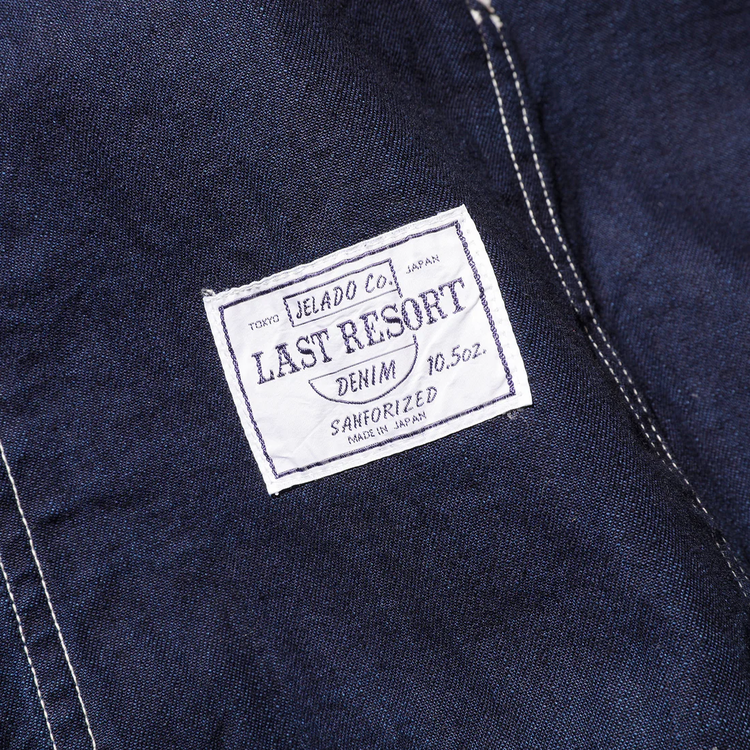 TOKYO JELADO Co. JAPAN
LAST RESORT
DENIM 10.5oz.
SANFORIZED
MADE IN JAPAN